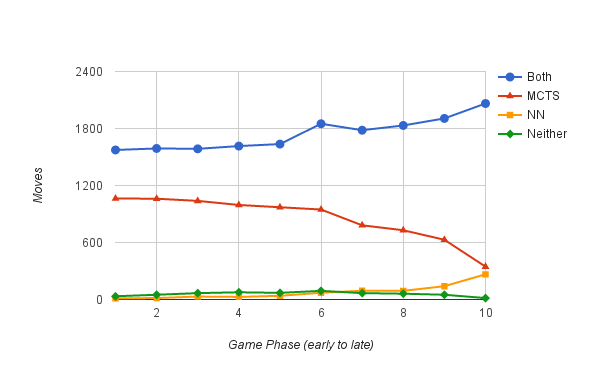 2400
1800
1200
600
0
Moves
2
4
6
8
10
Game Phase (early to late)
Both
MCTS
NN
Neither